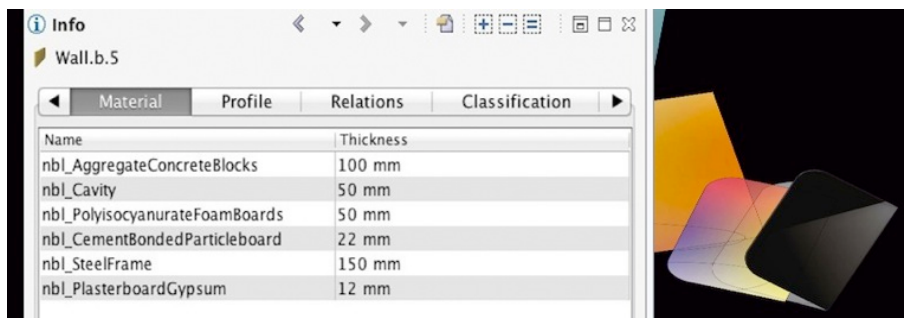 Info
Wall.b.5
Material Profile Relations Classification
Name Thickness
nbl_AggregateConcreteBlocks 100 mm
nbl_Cavity 50 mm
nbl_PolyisocyanurateFoamBoards 50 mm
nbl_CementBondedParticleboard 22 mm
nbl_SteelFrame 150 mm
nbl_PlasterboardGypsum 12 mm